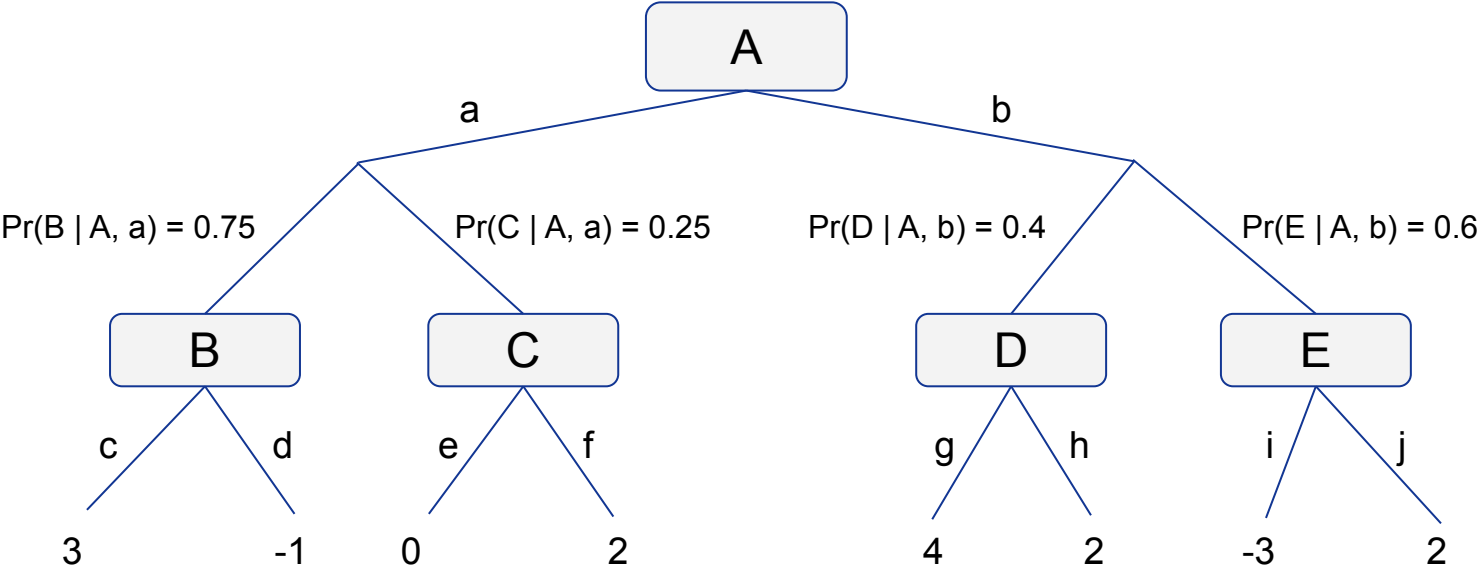 A
a
b
Pr(B | A, a) = 0.75
Pr(C | A, a) = 0.25
Pr(D | A, b) = 0.4
Pr(E | A, b) = 0.6
B
C
D
E
c
d
e
f
g
h
i
j
3
-1
0
2
4
2
-3
2